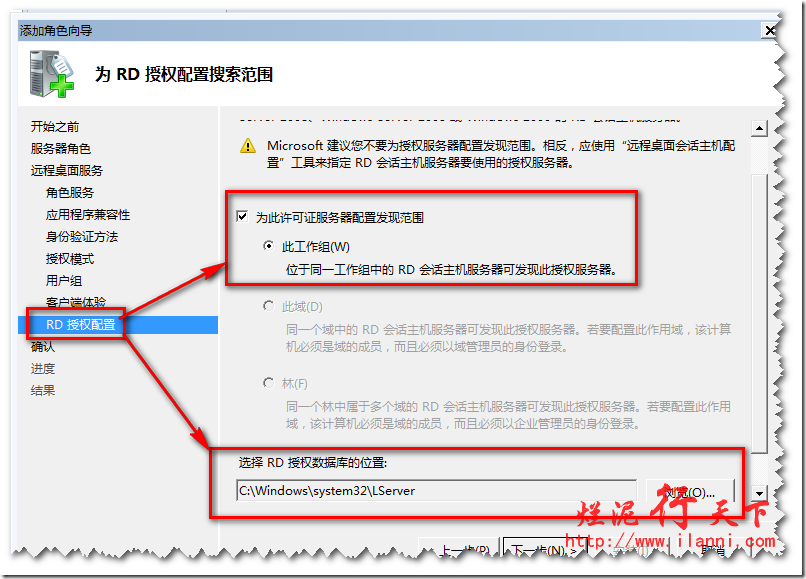 添加角色向导
为 RD 授权配置搜索范围
开始之前
服务器角色
远程桌面服务
角色服务
应用程序兼容性
身份验证方法
授权模式
用户组
客户端体验
RD 授权配置
确认
进度
结果
Microsoft 建议您不要为授权服务器配置发现范围。相反，应使用“远程桌面会话主机配
置”工具来指定 RD 会话主机服务器要使用的授权服务器。
为此许可证服务器配置发现范围
此工作组(W)
位于同一工作组中的 RD 会话主机服务器可发现此授权服务器。
此域(D)
同一个域中的 RD 会话主机服务器可发现此授权服务器。若要配置此作用域，该计算
机必须是域的成员，而且必须以域管理员的身份登录。
林(F)
同一个林中属于多个域的 RD 会话主机服务器可发现此授权服务器。若要配置此作用
域，该计算机必须是域的成员，而且必须以企业管理员的身份登录。
选择 RD 授权数据库的位置:
C:\Windows\system32\LServer
浏览(O)...
上一步(P)
下一步(N) >
取消
烂泥行天下
http://www.ilanni.com